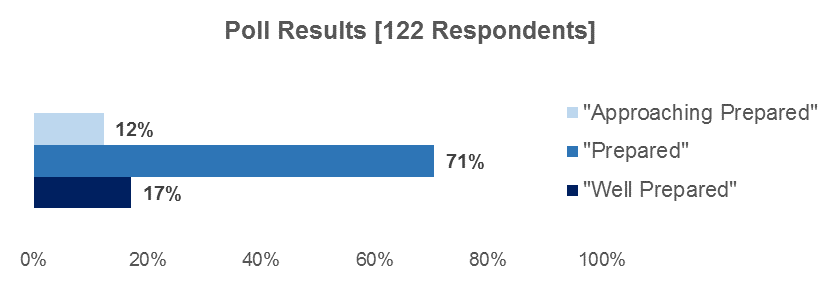 Poll Results [122 Respondents]
12%
"Approaching Prepared"
71%
"Prepared"
17%
"Well Prepared"
0% 20% 40% 60% 80% 100%